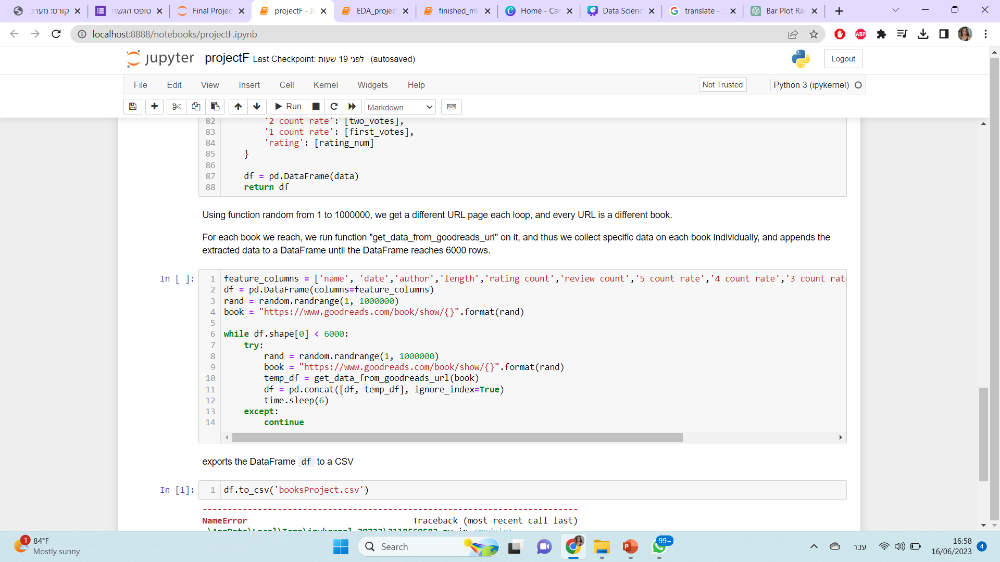 קורס: מערכ
טופס הגשת
Final Projec
projectF - Ju
EDA_project
finished_ml
Home - Can
Data Scienc
translate -
Bar Plot Ran
localhost:8888/notebooks/projectF.ipynb
ABP
jupyter projectF Last Checkpoint: לפני 19 שעות (autosaved)
Logout
File Edit View Insert Cell Kernel Widgets Help
Not Trusted
Python 3 (ipykernel)
Run
Markdown
82 '2 count rate': [two_votes],
83 '1 count rate': [first_votes],
84 'rating': [rating_num]
85 }
86
87 df = pd.DataFrame(data)
88 return df
Using function random from 1 to 1000000, we get a different URL page each loop, and every URL is a different book.
For each book we reach, we run function "get_data_from_goodreads_url" on it, and thus we collect specific data on each book individually, and appends the
extracted data to a DataFrame until the DataFrame reaches 6000 rows.
In [ ]:
1 feature_columns = ['name', 'date','author','length','rating count','review count','5 count rate','4 count rate','3 count rate
2 df = pd.DataFrame(columns=feature_columns)
3 rand = random.randrange(1, 1000000)
4 book = "https://www.goodreads.com/book/show/{}".format(rand)
5
6 while df.shape[0] < 6000:
7 try:
8 rand = random.randrange(1, 1000000)
9 book = "https://www.goodreads.com/book/show/{}".format(rand)
10 temp_df = get_data_from_goodreads_url(book)
11 df = pd.concat([df, temp_df], ignore_index=True)
12 time.sleep(6)
13 except:
14 continue
exports the DataFrame df to a CSV
In [1]: 1 df.to_csv('booksProject.csv')
---------------------------------------------------------------------------
NameError Traceback (most recent call last)
1
84°F
Mostly sunny
Search
99+
עבר
16:58
16/06/2023
4